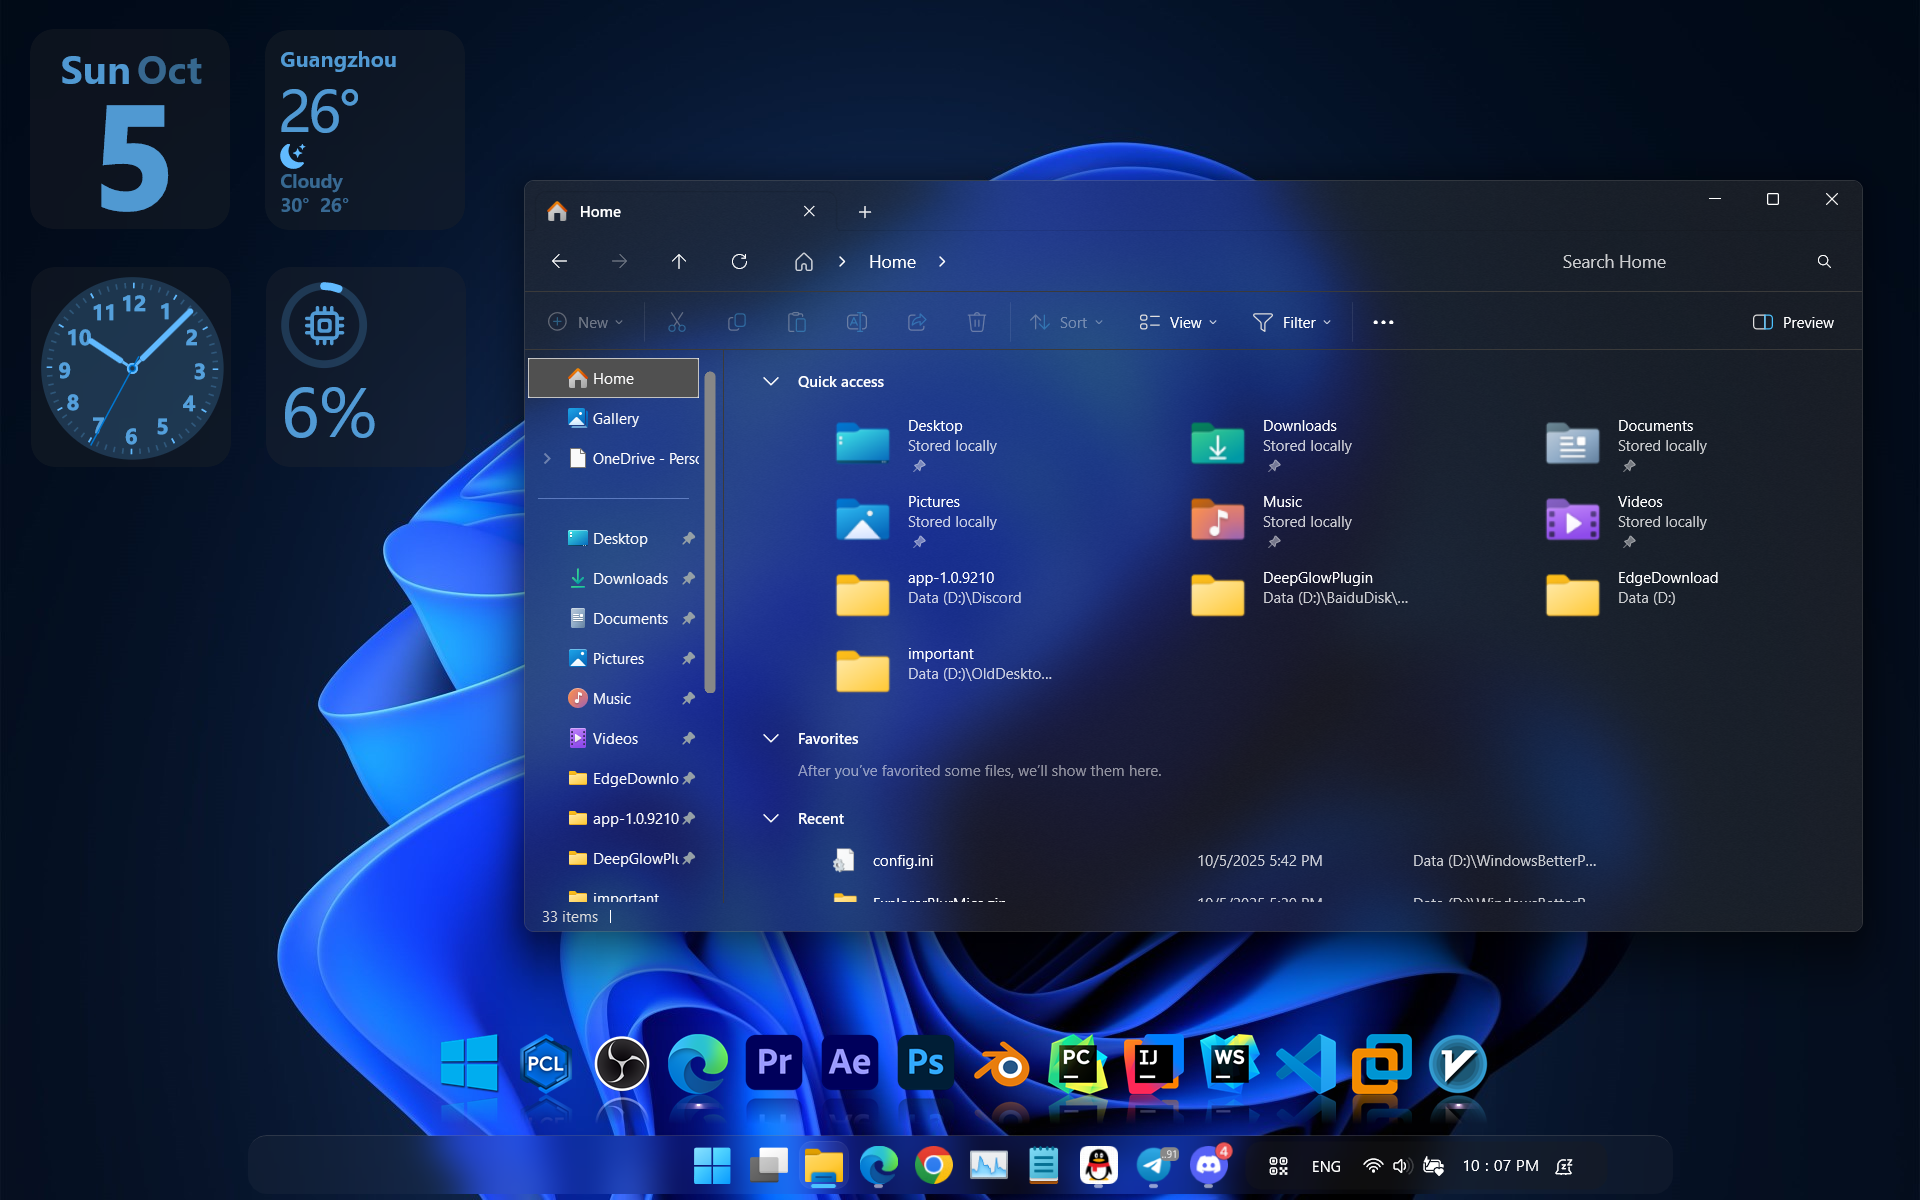 Sun Oct
5
Guangzhou
26°
Cloudy
30° 26°
12
1
2
3
4
5
6
7
8
9
10
11
6%
Home
Home
Search Home
New
Sort
View
Filter
Preview
Home
Gallery
OneDrive - Perso
Desktop
Downloads
Documents
Pictures
Music
Videos
EdgeDownlo
app-1.0.9210
DeepGlowPlu
important
33 items
Quick access
Desktop
Stored locally
Downloads
Stored locally
Documents
Stored locally
Pictures
Stored locally
Music
Stored locally
Videos
Stored locally
app-1.0.9210
Data (D:)\Discord
DeepGlowPlugin
Data (D:)\BaiduDisk\...
EdgeDownload
Data (D:)
important
Data (D:)\OldDeskto...
Favorites
After you've favorited some files, we'll show them here.
Recent
config.ini
10/5/2025 5:42 PM
Data (D:)\WindowsBetterP...
PCL
Pr
Ae
Ps
PC
IJ
WS
..91
4
ENG
10 : 07 PM